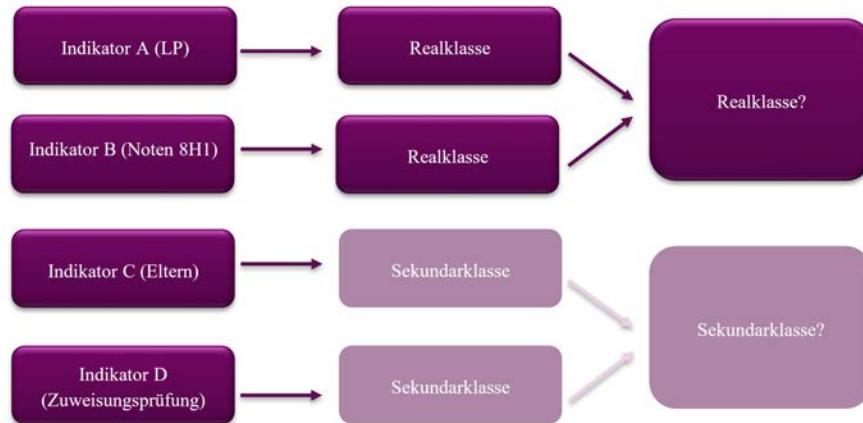 Indikator A (LP)
Realklasse
Realklasse?
Indikator B (Noten 8H1)
Realklasse
Indikator C (Eltern)
Sekundarklasse
Sekundarklasse?
Indikator D
(Zuweisungsprüfung)
Sekundarklasse